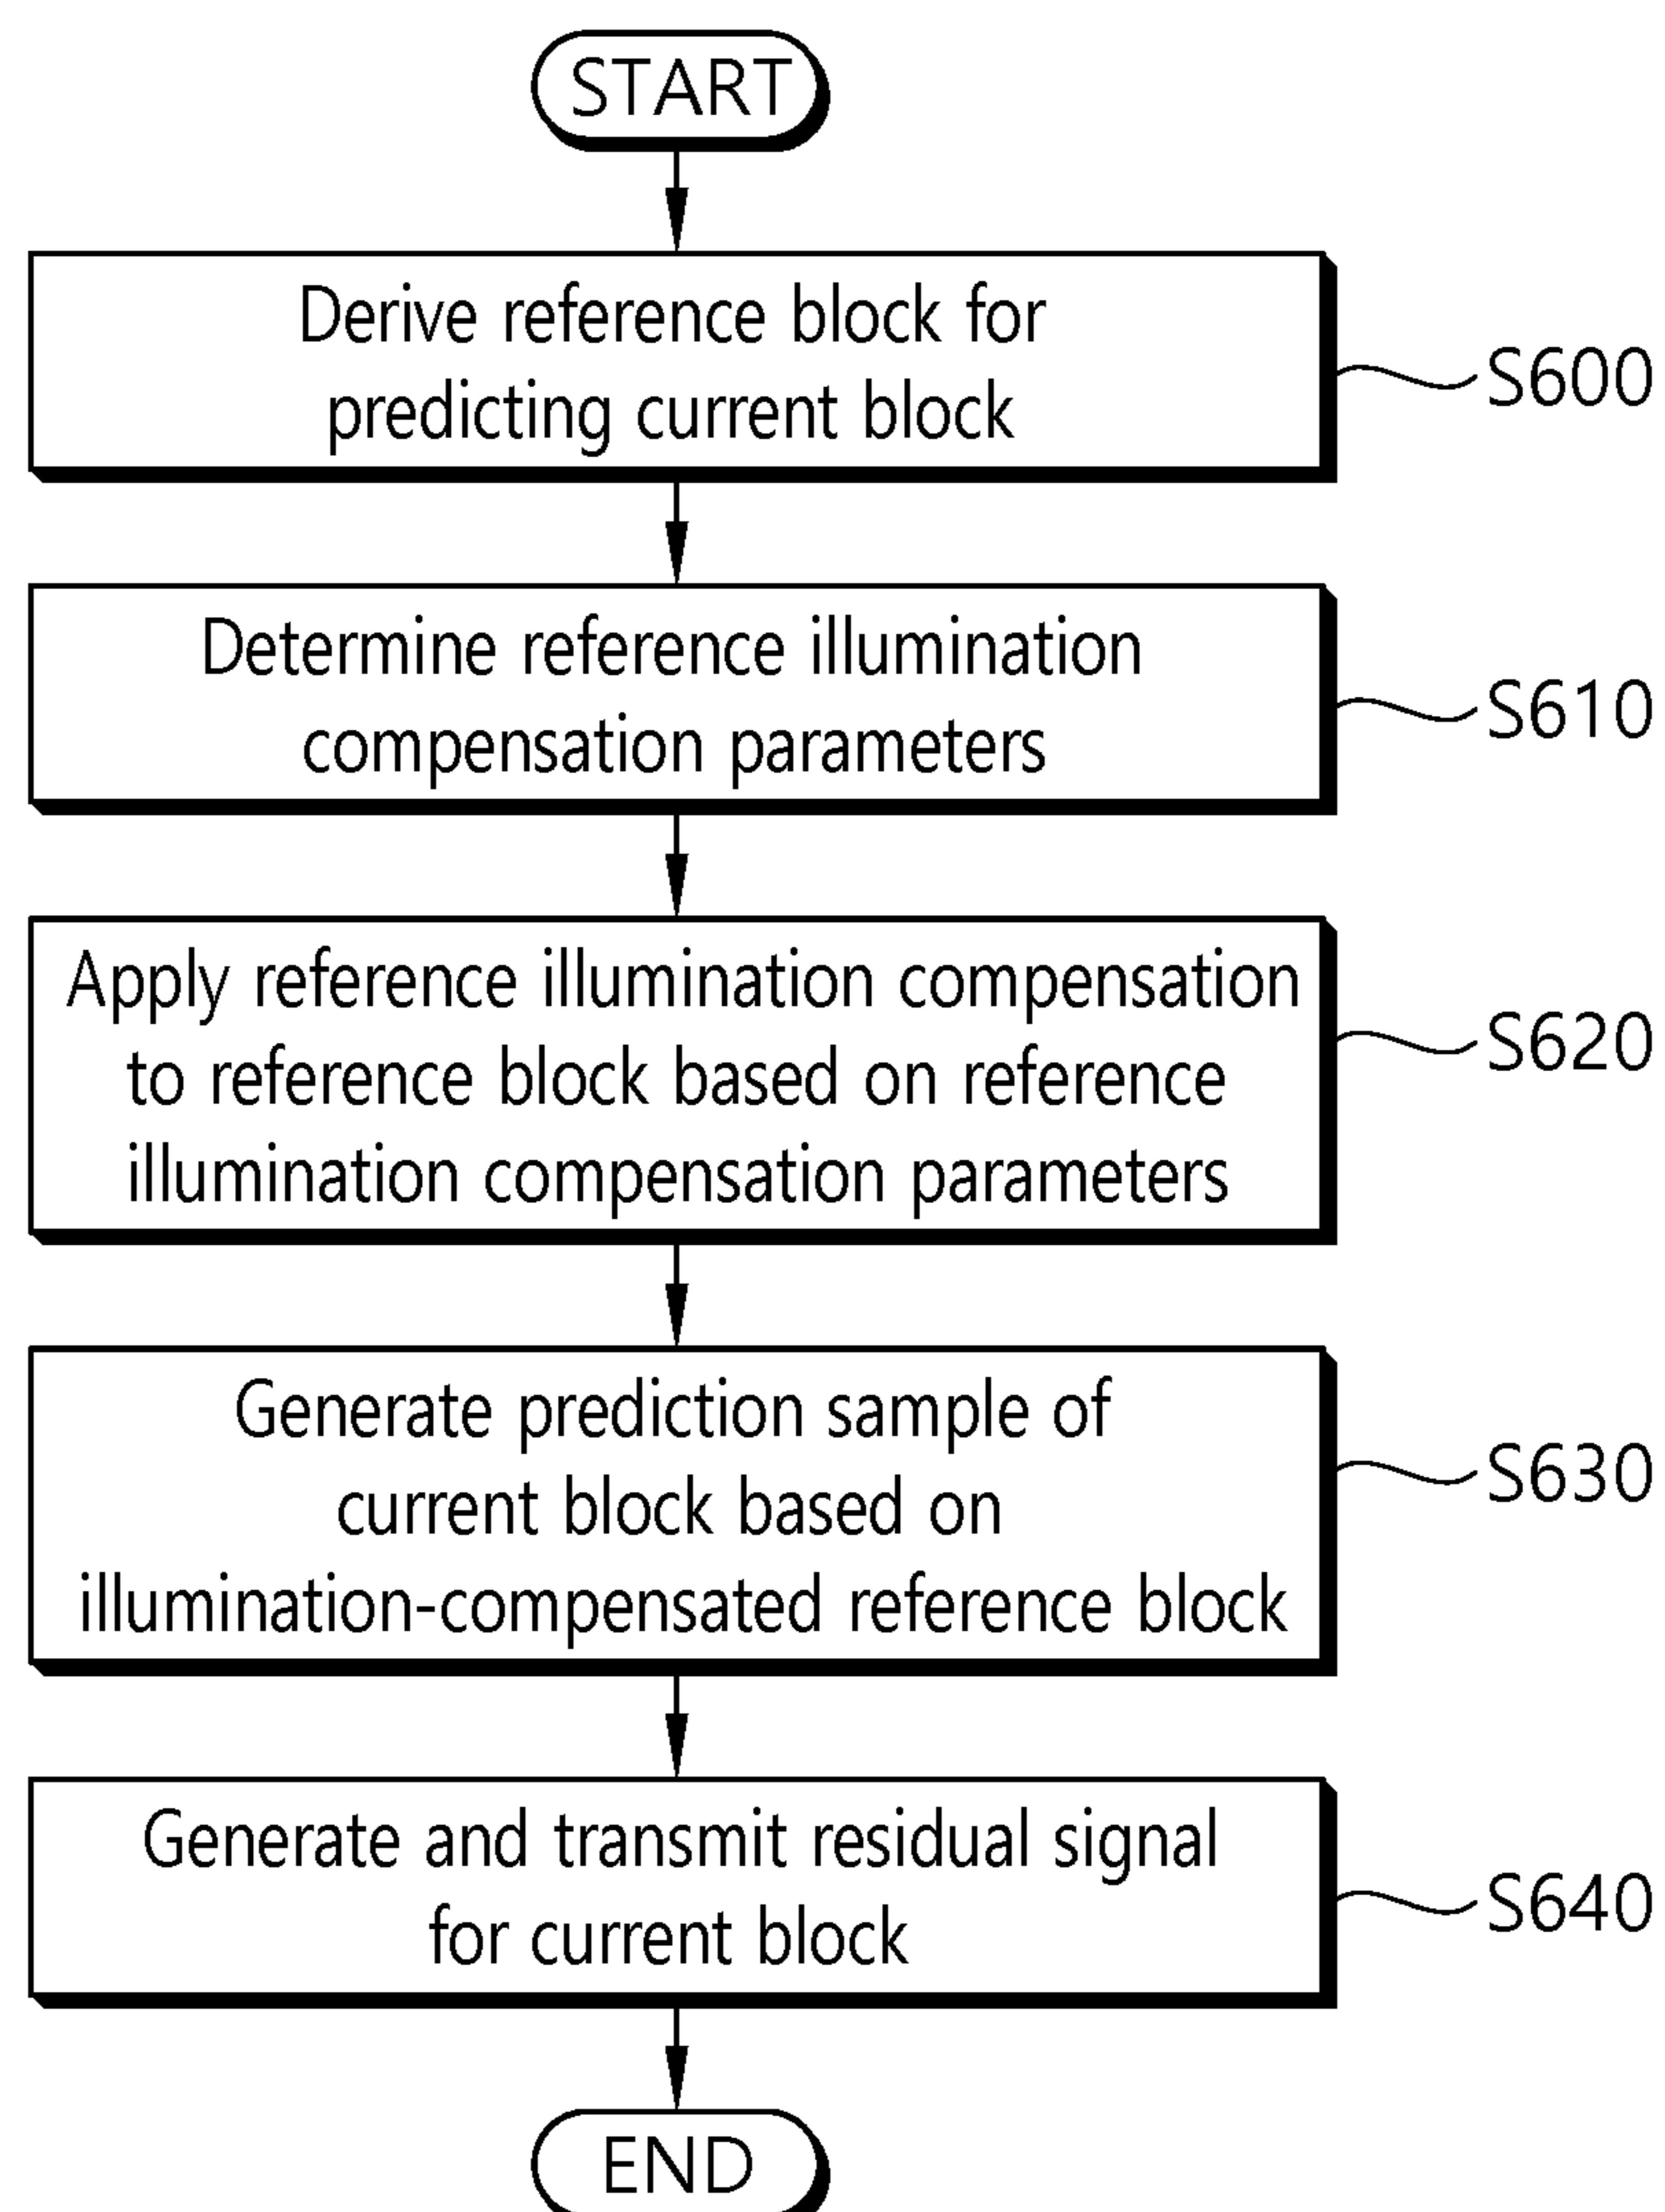 START
Derive reference block for
predicting current block
S600
Determine reference illumination
compensation parameters
S610
Apply reference illumination compensation
to reference block based on reference
illumination compensation parameters
S620
Generate prediction sample of
current block based on
illumination-compensated reference block
S630
Generate and transmit residual signal
for current block
S640
END